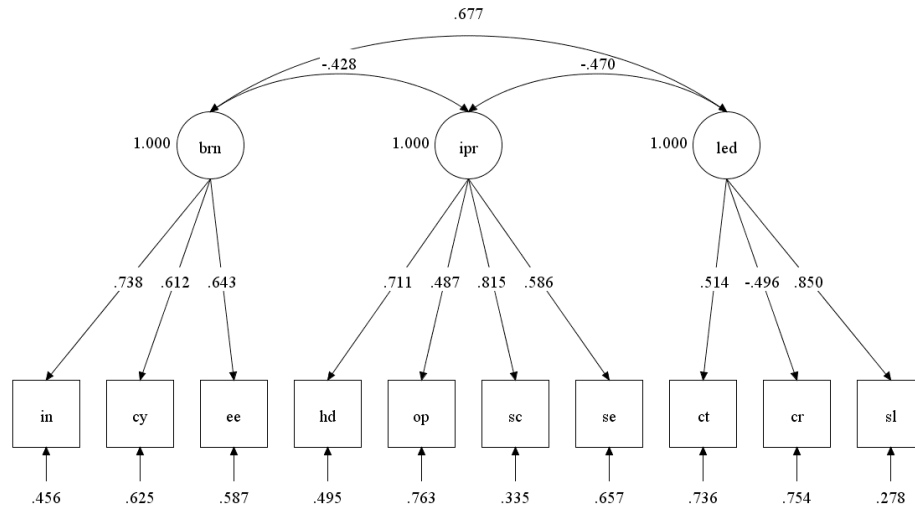 .677
-.428 -.470
1.000 brn 1.000 ipr 1.000 led
.738 .612 .643 .711 .487 .815 .586 .514 -.496 .850
in cy ee hd op sc se ct cr sl
.456 .625 .587 .495 .763 .335 .657 .736 .754 .278